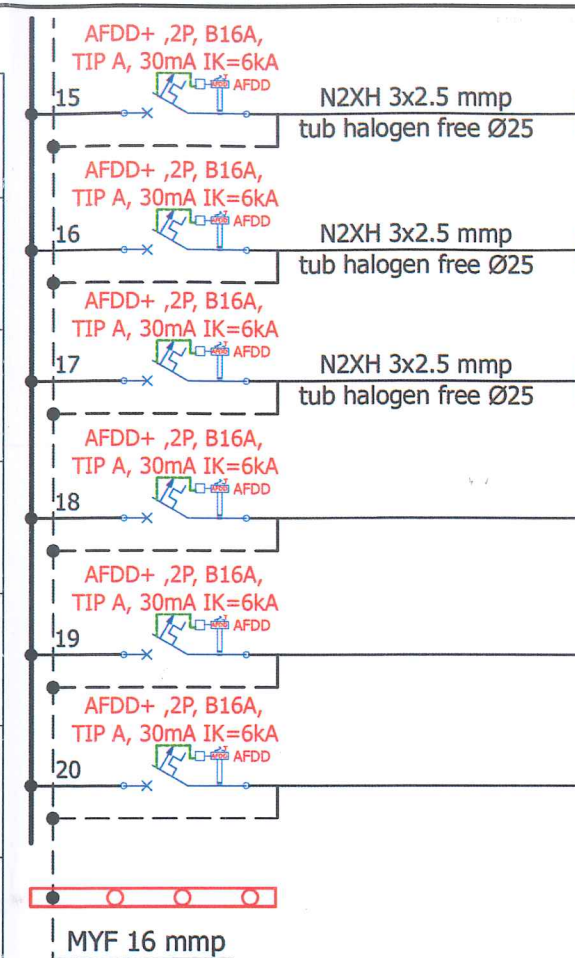 AFDD+ ,2P, B16A,
TIP A, 30mA IK=6kA
AFDD
15
N2XH 3x2.5 mmp
tub halogen free Ø25
AFDD+ ,2P, B16A,
TIP A, 30mA IK=6kA
AFDD
16
N2XH 3x2.5 mmp
tub halogen free Ø25
AFDD+ ,2P, B16A,
TIP A, 30mA IK=6kA
AFDD
17
N2XH 3x2.5 mmp
tub halogen free Ø25
AFDD+ ,2P, B16A,
TIP A, 30mA IK=6kA
AFDD
18
AFDD+ ,2P, B16A,
TIP A, 30mA IK=6kA
AFDD
19
AFDD+ ,2P, B16A,
TIP A, 30mA IK=6kA
AFDD
20
MYF 16 mmp